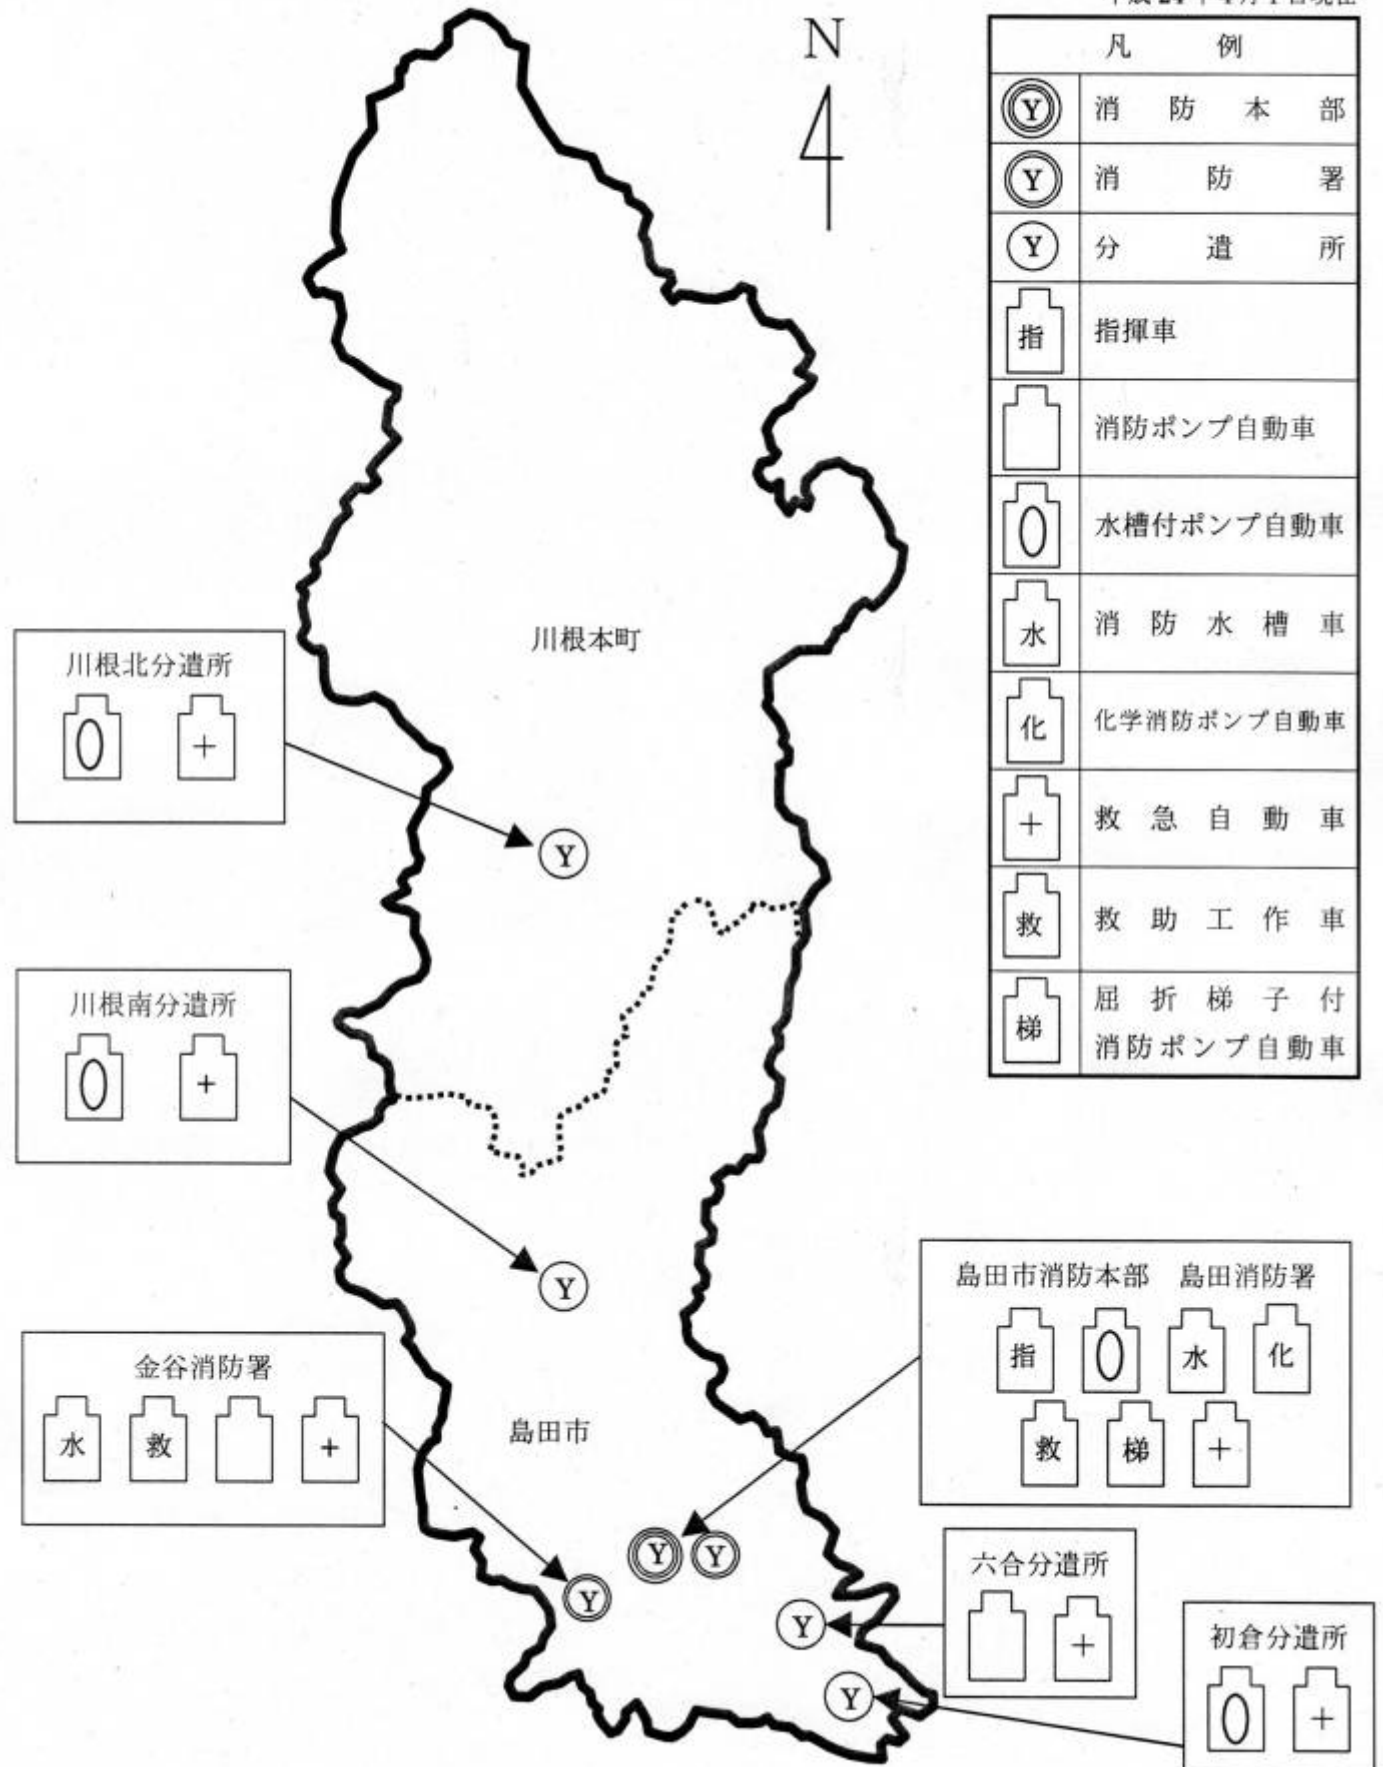 N
凡例
Y 消防本部
Y 消防署
Y 分遣所
指 指揮車
消防ポンプ自動車
水槽付ポンプ自動車
水 消防水槽車
化 化学消防ポンプ自動車
+ 救急自動車
救 救助工作車
梯 屈折梯子付
消防ポンプ自動車
川根本町
川根北分遣所
+
Y
川根南分遣所
+
Y
島田市消防本部 島田消防署
指 水 化
救 梯 +
金谷消防署
水 救 +
島田市
Y Y
Y
六合分遣所
+
Y
初倉分遣所
+
Y